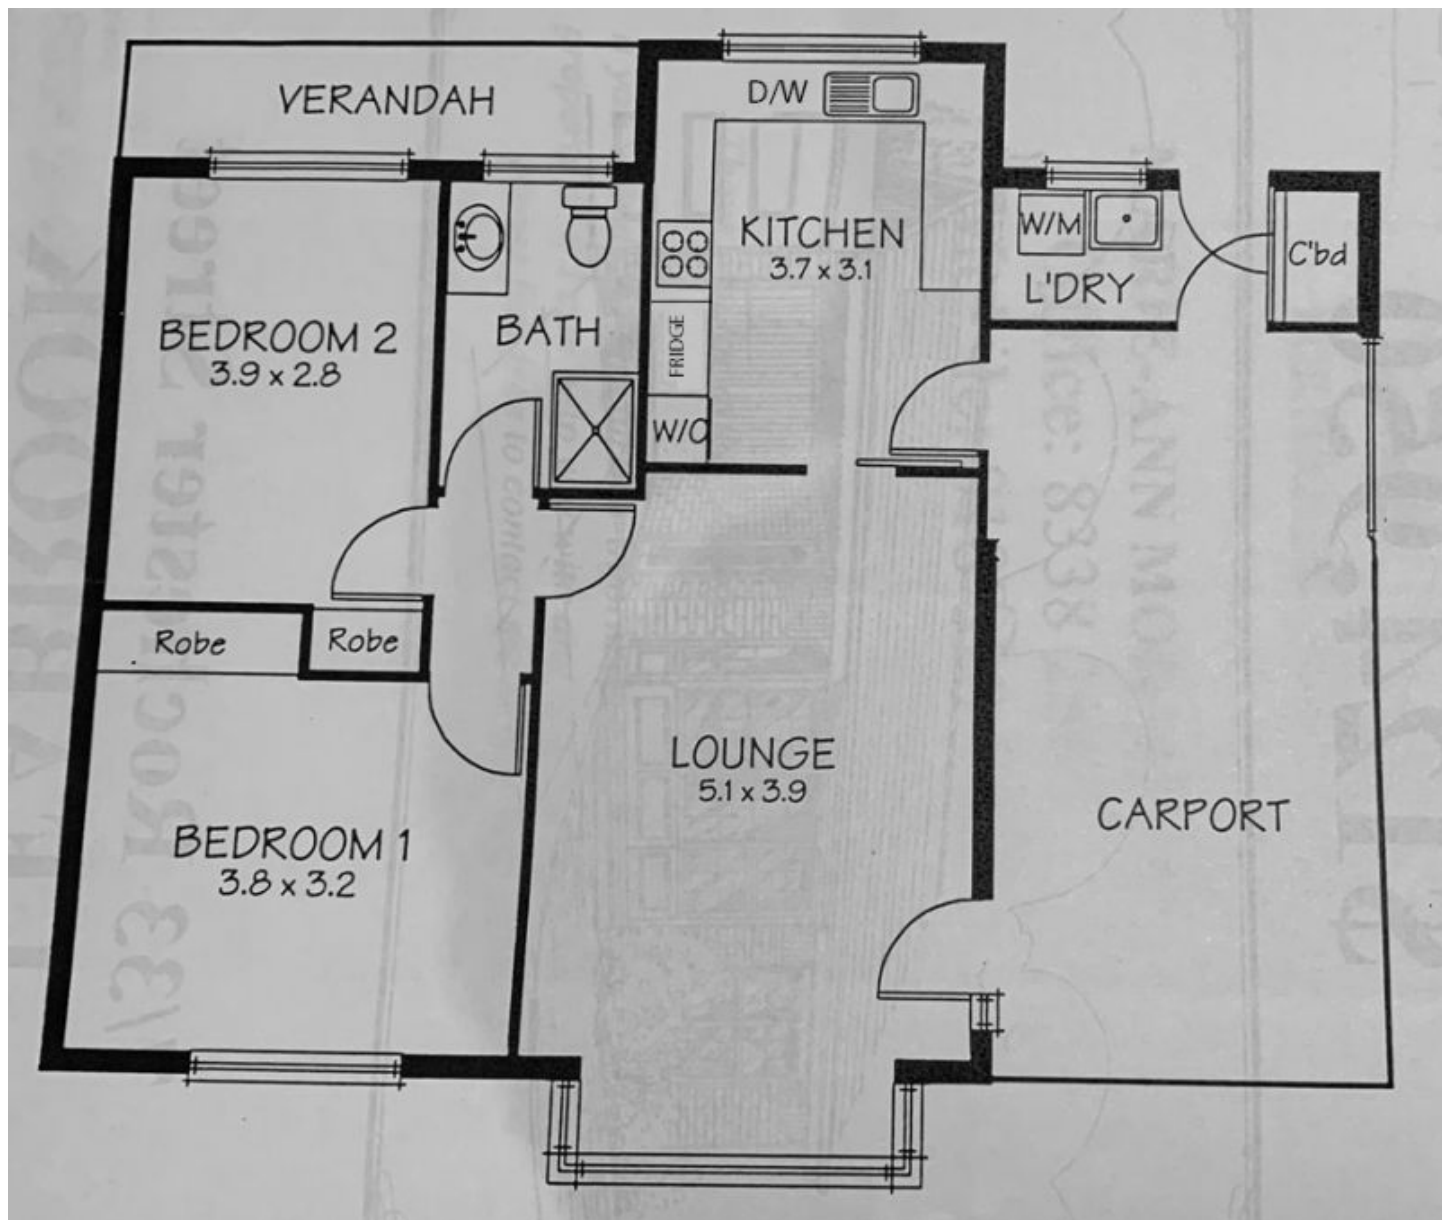 VERANDAH
D/W
KITCHEN
3.7 x 3.1
W/M
L'DRY
C'bd
BEDROOM 2
3.9 x 2.8
BATH
FRIDGE
W/O
Robe
Robe
LOUNGE
5.1 x 3.9
BEDROOM 1
3.8 x 3.2
CARPORT